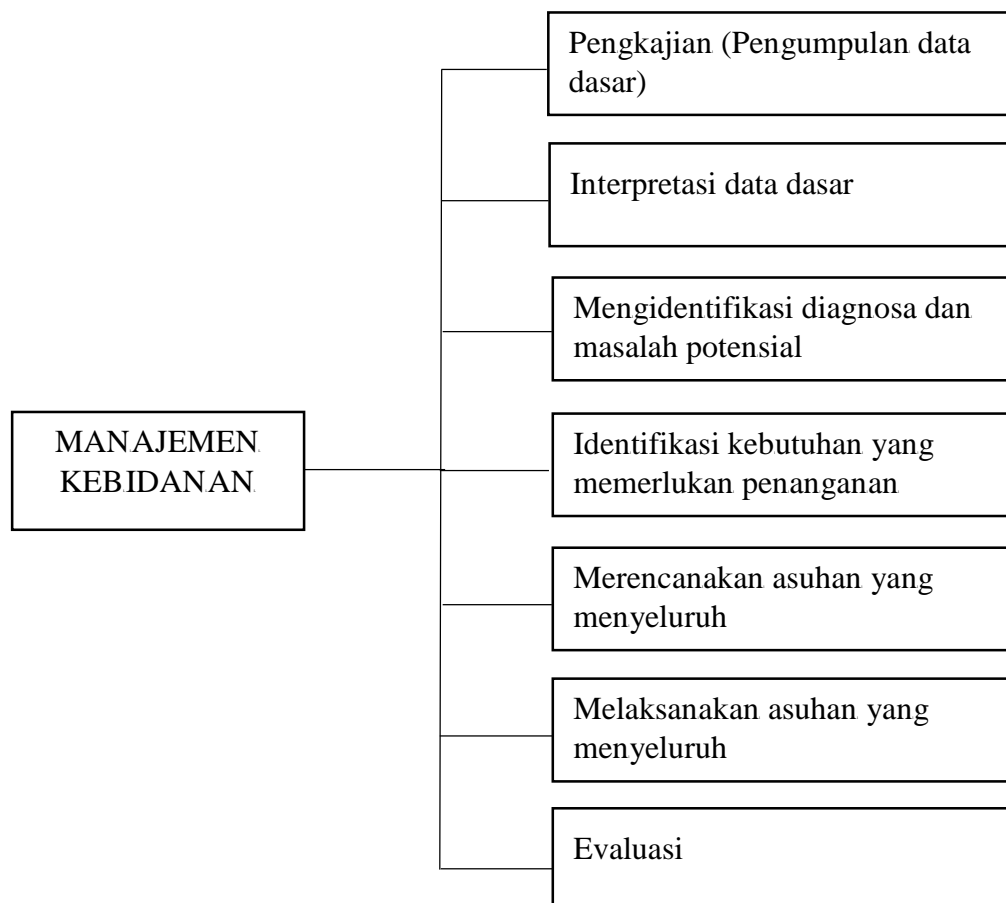 Pengkajian (Pengumpulan data
dasar)
Interpretasi data dasar
Mengidentifikasi diagnosa dan
masalah potensial
MANAJEMEN
KEBIDANAN
Identifikasi kebutuhan yang
memerlukan penanganan
Merencanakan asuhan yang
menyeluruh
Melaksanakan asuhan yang
menyeluruh
Evaluasi